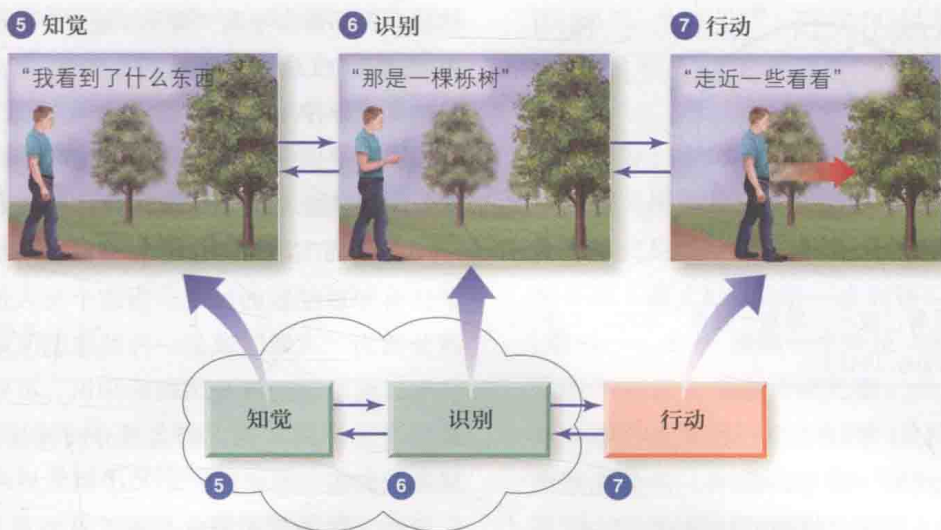 5 知觉
6 识别
7 行动
“我看到了什么东西”
“那是一棵栎树”
“走近一些看看”
知觉
识别
行动
5
6
7